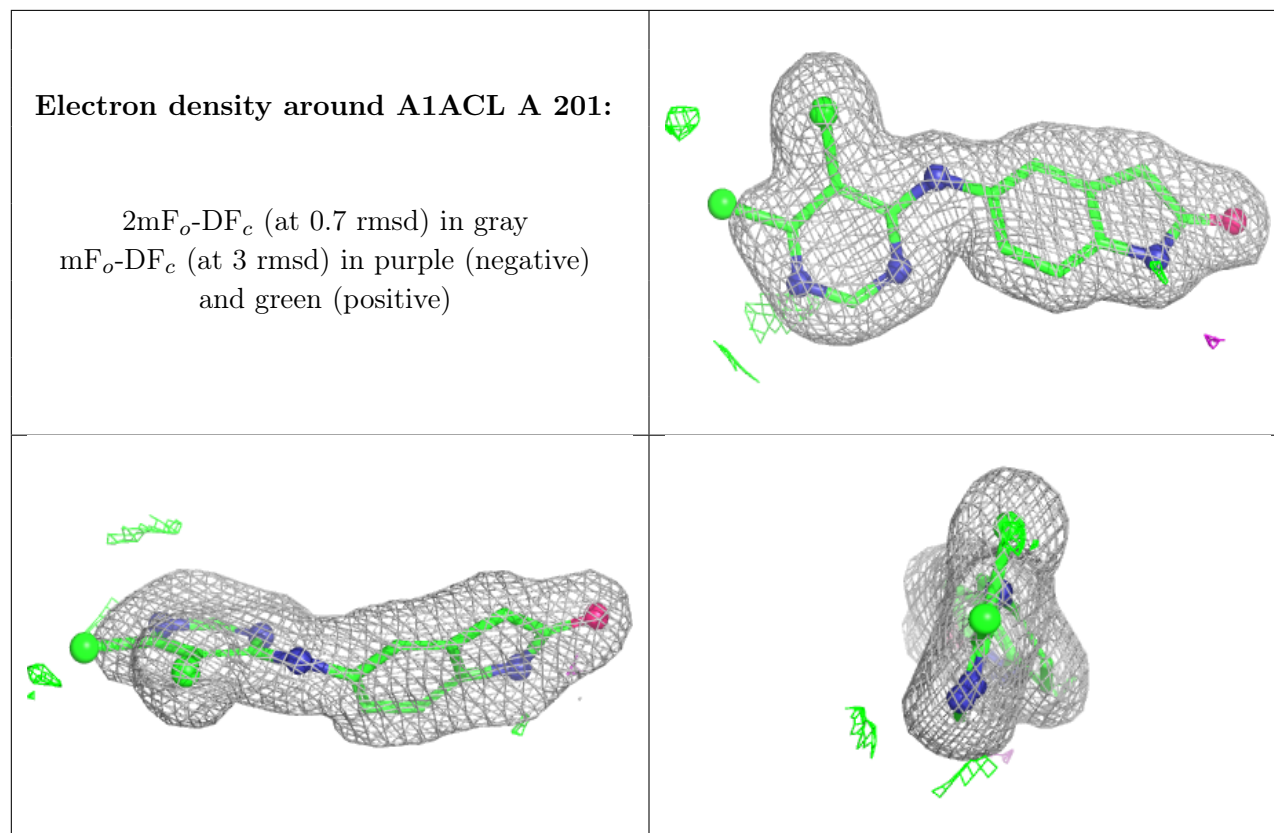 Electron density around A1ACL A 201:
2mFo-DFc (at 0.7 rmsd) in gray
mFo-DFc (at 3 rmsd) in purple (negative)
and green (positive)